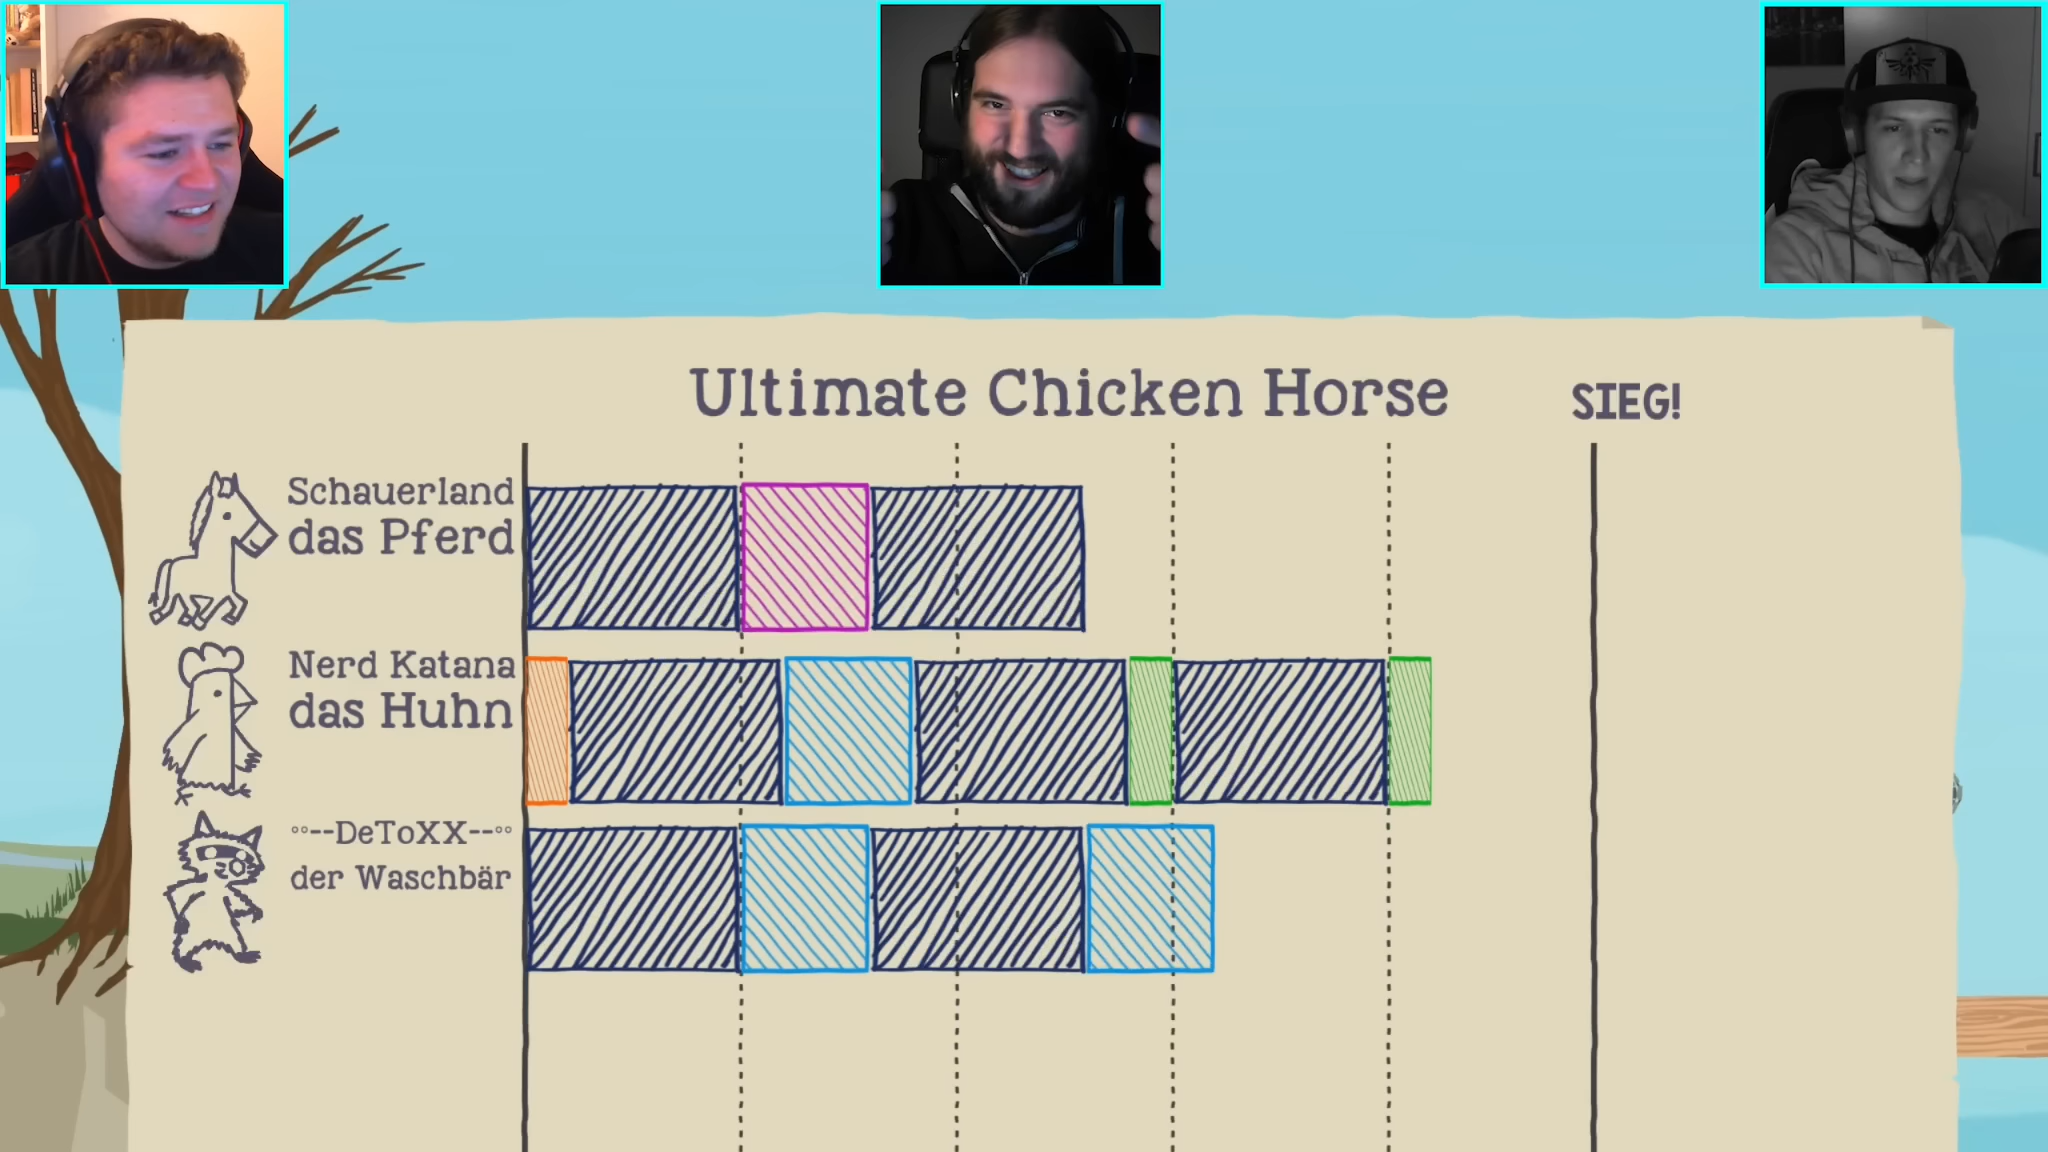 Ultimate Chicken Horse
SIEG!
Schauerland
das Pferd
Nerd Katana
das Huhn
°°--DeToXX--°°
der Waschbär